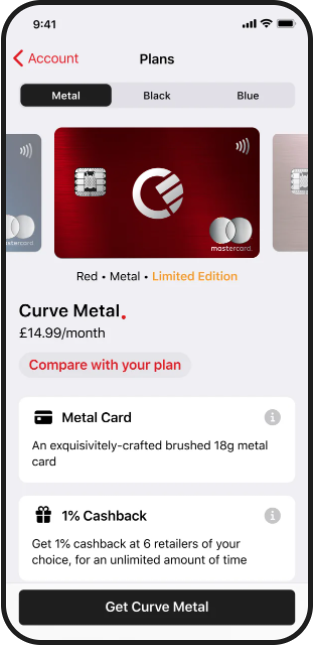 9:41
Account
Plans
Metal Black Blue
mastercard.
mastercard.
Red • Metal • Limited Edition
Curve Metal.
£14.99/month
Compare with your plan
Metal Card
An exquisivitely-crafted brushed 18g metal
card
1% Cashback
Get 1% cashback at 6 retailers of your
choice, for an unlimited amount of time
Get Curve Metal